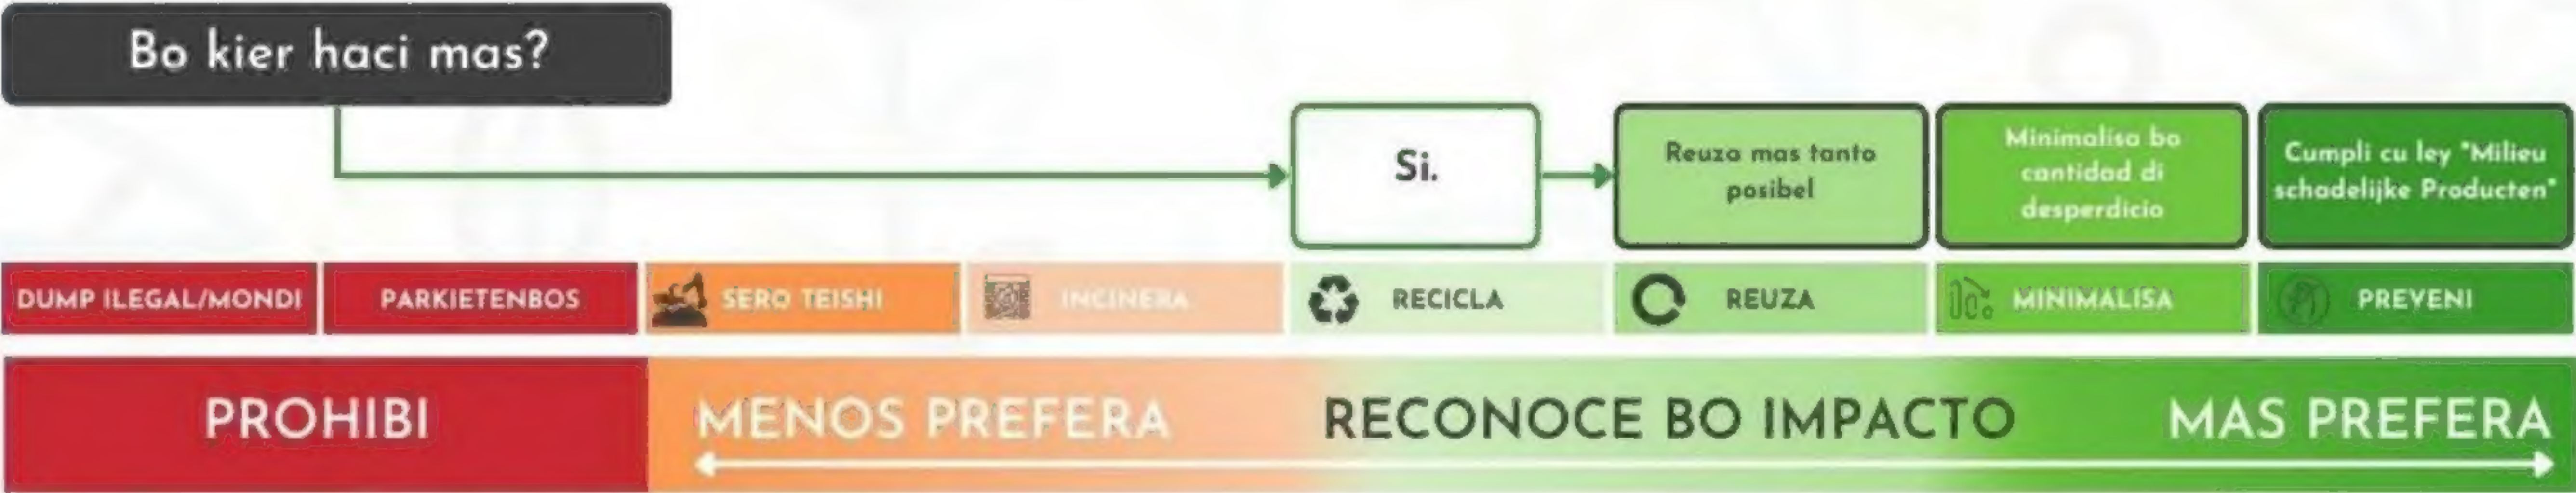 Bo kier haci mas?
Si.
Reuza mas tanto
posibel
Minimalisa bo
cantidad di
desperdicio
Cumpli cu ley "Milieu
schadelijke Producten"
DUMP ILEGAL/MONDI
PARKIETENBOS
SERO TEISHI
INCINERA
RECICLA
REUZA
MINIMALISA
PREVENI
PROHIBI
MENOS PREFERA
RECONOCE BO IMPACTO
MAS PREFERA